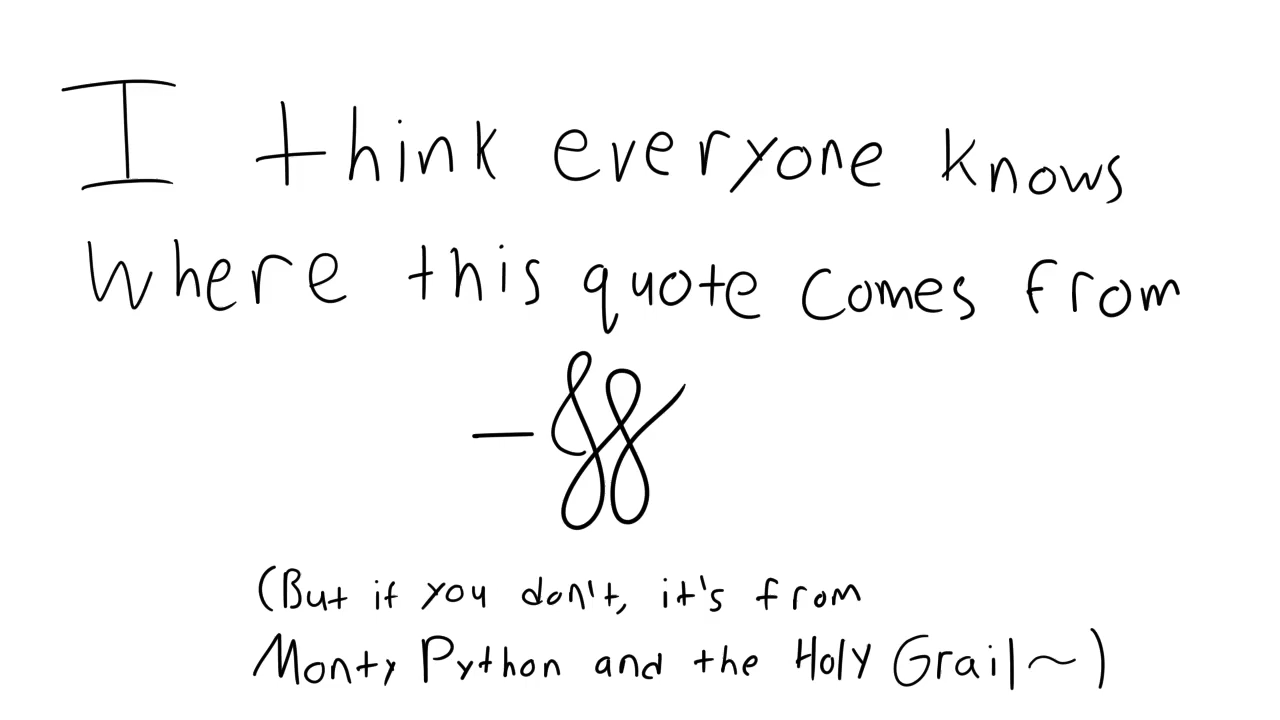 I think everyone knows
where this quote comes from
(But if you don't, it's from
Monty Python and the Holy Grail~)